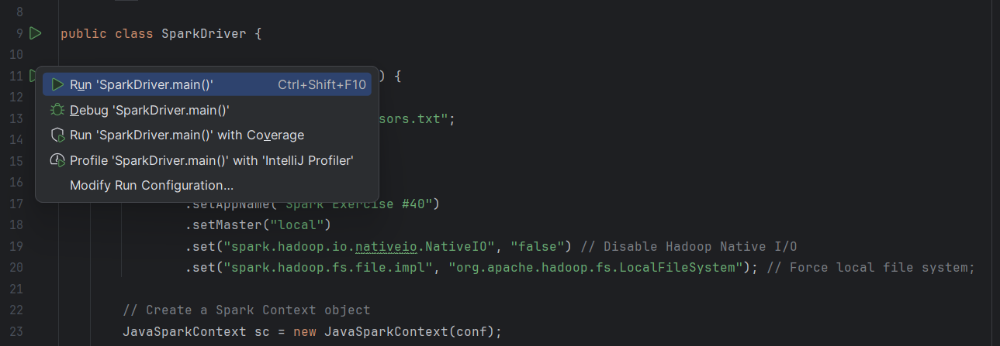 8
9 public class SparkDriver {
10
11 ) {
Run 'SparkDriver.main()' Ctrl+Shift+F10
12
Debug 'SparkDriver.main()'
13 sors.txt";
14 Run 'SparkDriver.main()' with Coverage
15 Profile 'SparkDriver.main()' with 'IntelliJ Profiler'
16 Modify Run Configuration...
17 .setAppName("Spark Exercise #40")
18 .setMaster("local")
19 .set("spark.hadoop.io.nativeio.NativeIO", "false") // Disable Hadoop Native I/O
20 .set("spark.hadoop.fs.file.impl", "org.apache.hadoop.fs.LocalFileSystem"); // Force local file system;
21
22 // Create a Spark Context object
23 JavaSparkContext sc = new JavaSparkContext(conf);